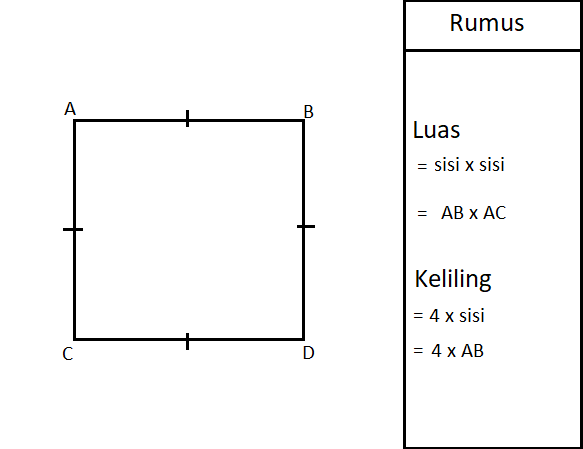 A
B
C
D
Rumus
Luas
= sisi x sisi
= AB x AC
Keliling
= 4 x sisi
= 4 x AB